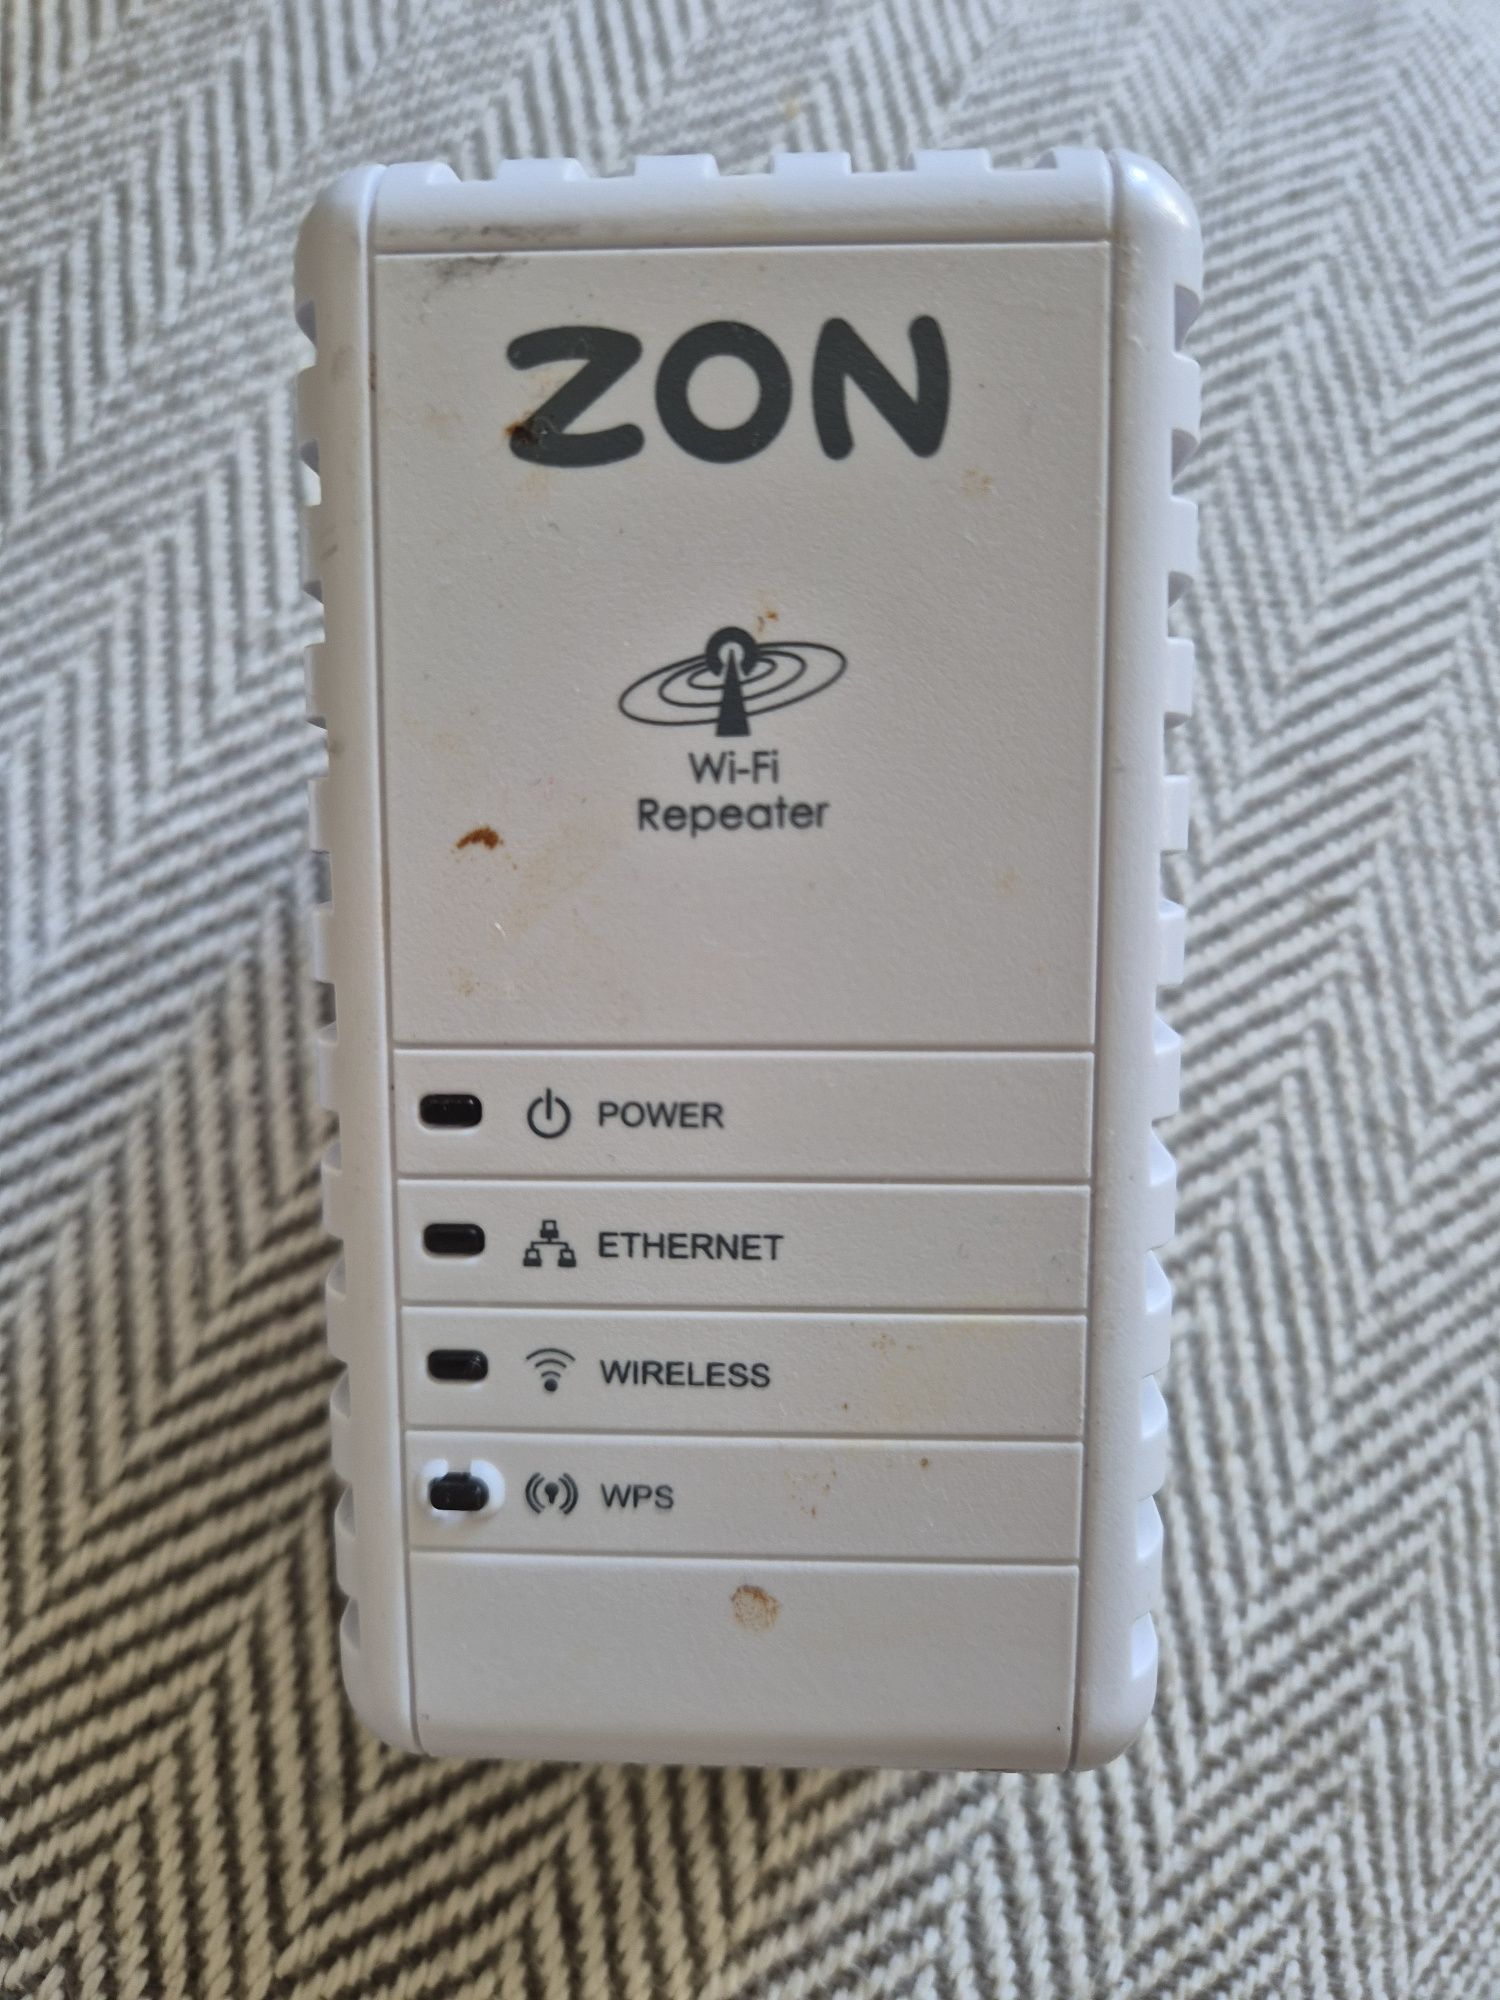 ZON
Wi-Fi
Repeater
POWER
ETHERNET
WIRELESS
WPS